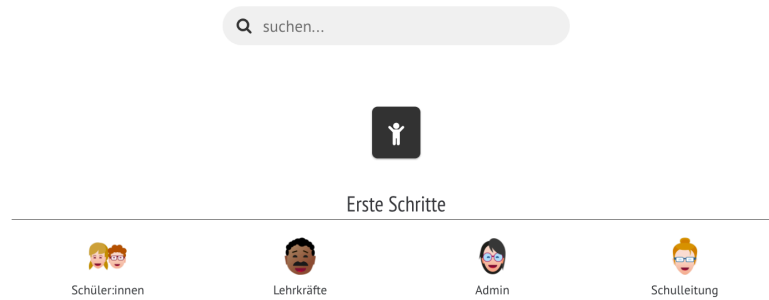 suchen...
Erste Schritte
Schüler:innen
Lehrkräfte
Admin
Schulleitung